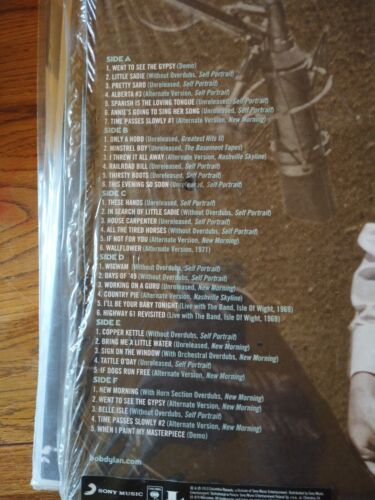 SIDE A
1. WENT TO SEE THE GYPSY (Demo)
2. LITTLE SADIE (Without Overdubs, Self Portrait)
3. PRETTY SARO (Unreleased, Self Portrait)
4. ALBERTA #3 (Alternate Version, Self Portrait)
5. SPANISH IS THE LOVING TONGUE (Unreleased, Self Portrait)
6. ANNIE'S GOING TO SING HER SONG (Unreleased, Self Portrait)
7. TIME PASSES SLOWLY #1 (Alternate Version, New Morning)
SIDE B
1. ONLY A HOBO (Unreleased, Greatest Hits II)
2. MINSTREL BOY (Unreleased, The Basement Tapes)
3. I THREW IT ALL AWAY (Alternate Version, Nashville Skyline)
4. RAILROAD BILL (Unreleased, Self Portrait)
5. THIRSTY BOOTS (Unreleased, Self Portrait)
6. THIS EVENING SO SOON (Unreleased, Self Portrait)
SIDE C
1. THESE HANDS (Unreleased, Self Portrait)
2. IN SEARCH OF LITTLE SADIE (Without Overdubs, Self Portrait)
3. HOUSE CARPENTER (Unreleased, Self Portrait)
4. ALL THE TIRED HORSES (Without Overdubs, Self Portrait)
5. IF NOT FOR YOU (Alternate Version, New Morning)
6. WALLFLOWER (Alternate Version, 1971)
SIDE D
1. WIGWAM (Without Overdubs, Self Portrait)
2. DAYS OF '49 (Without Overdubs, Self Portrait)
3. WORKING ON A GURU (Unreleased, New Morning)
4. COUNTRY PIE (Alternate Version, Nashville Skyline)
5. I'LL BE YOUR BABY TONIGHT (Live with The Band, Isle Of Wight, 1969)
6. HIGHWAY 61 REVISITED (Live with The Band, Isle Of Wight, 1969)
SIDE E
1. COPPER KETTLE (Without Overdubs, Self Portrait)
2. BRING ME A LITTLE WATER (Unreleased, New Morning)
3. SIGN ON THE WINDOW (With Orchestral Overdubs, New Morning)
4. TATTLE O'DAY (Unreleased, Self Portrait)
5. IF DOGS RUN FREE (Alternate Version, New Morning)
SIDE F
1. NEW MORNING (With Horn Section Overdubs, New Morning)
2. WENT TO SEE THE GYPSY (Alternate Version, New Morning)
3. BELLE ISLE (Without Overdubs, Self Portrait)
4. TIME PASSES SLOWLY #2 (Alternate Version, New Morning)
5. WHEN I PAINT MY MASTERPIECE (Demo)
bobdylan.com
SONY MUSIC